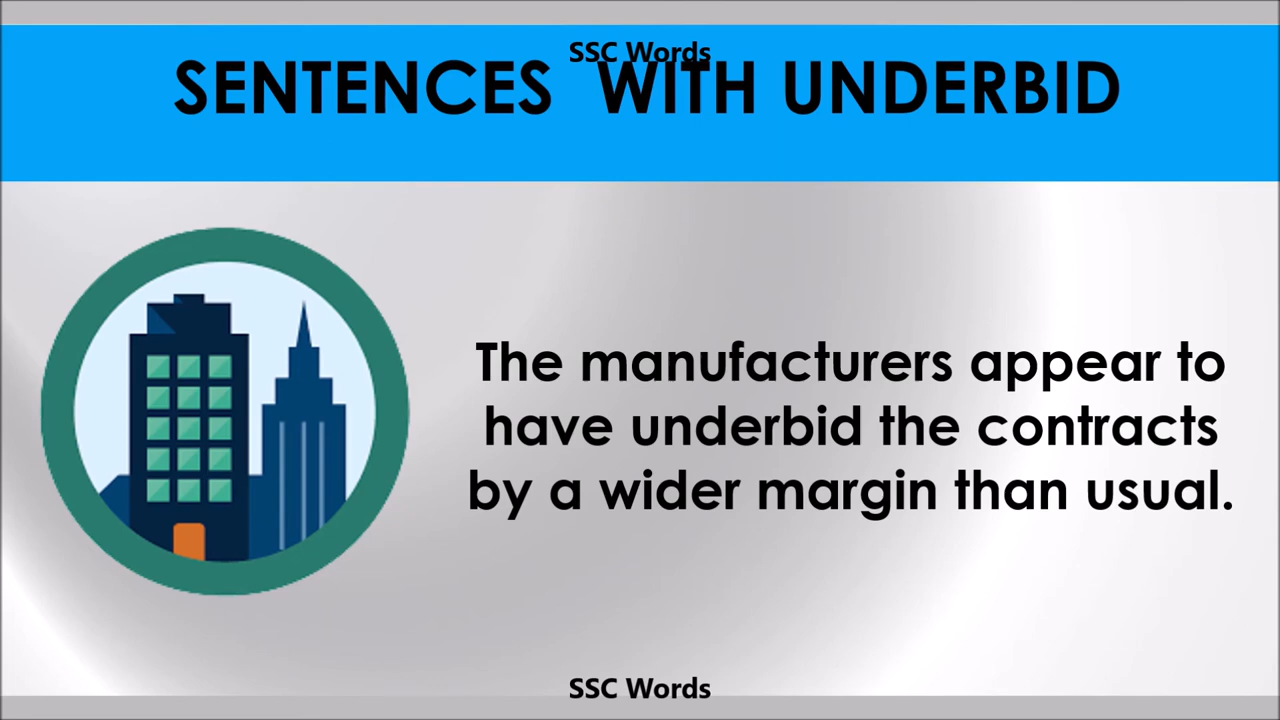 SSC Words
SENTENCES WITH UNDERBID
The manufacturers appear to
have underbid the contracts
by a wider margin than usual.
SSC Words